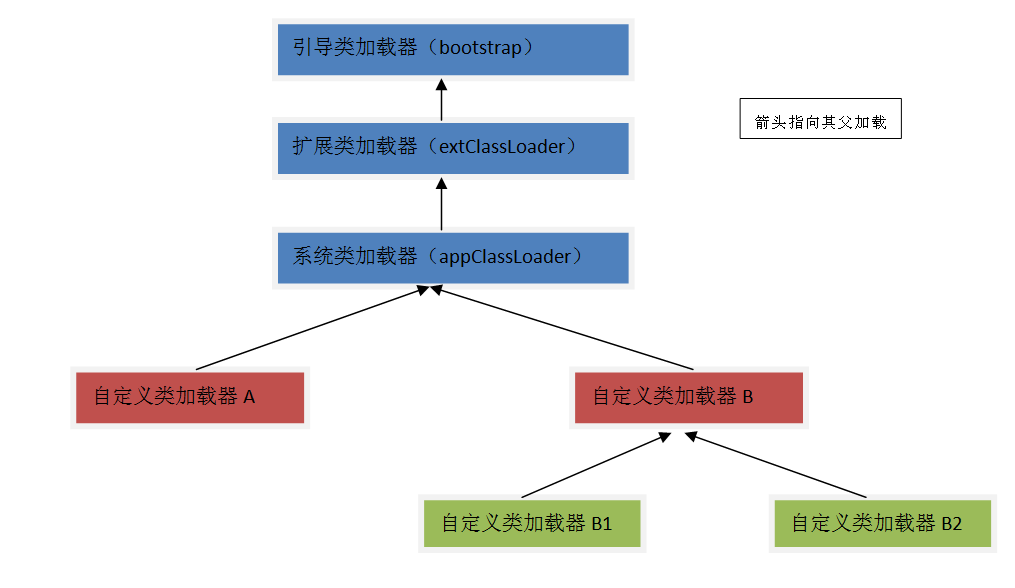 引导类加载器（bootstrap）
箭头指向其父加载
扩展类加载器（extClassLoader）
系统类加载器（appClassLoader）
自定义类加载器 A
自定义类加载器 B
自定义类加载器 B1
自定义类加载器 B2